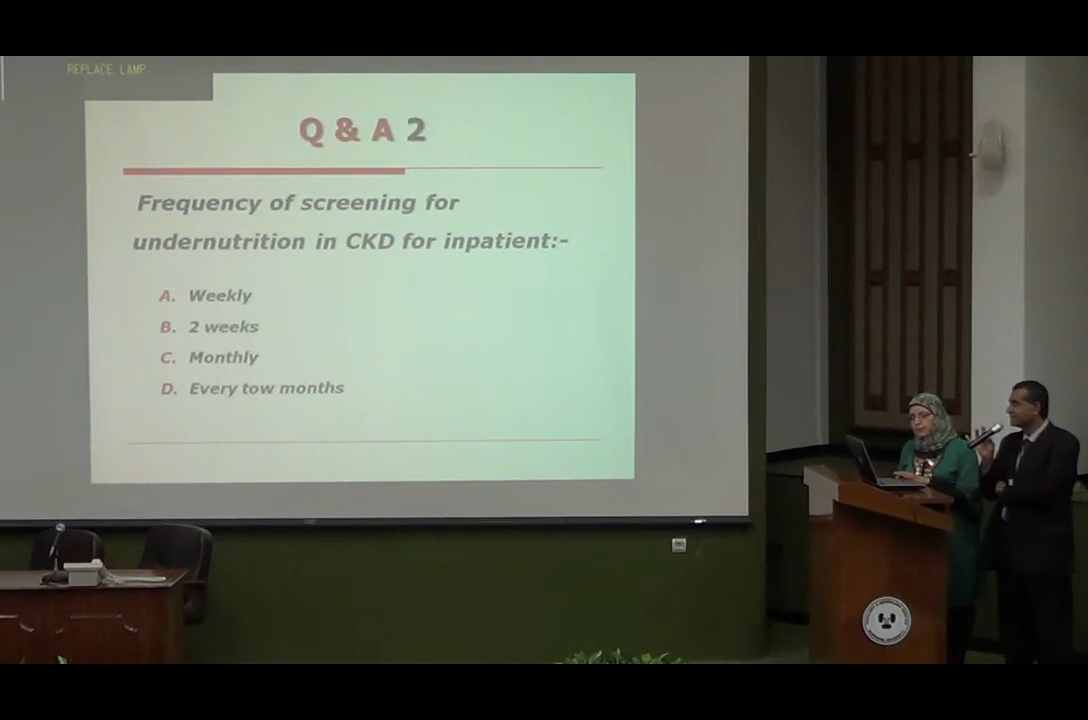 REPLACE LAMP
Q & A 2
Frequency of screening for
undernutrition in CKD for inpatient:-
A. Weekly
B. 2 weeks
C. Monthly
D. Every tow months